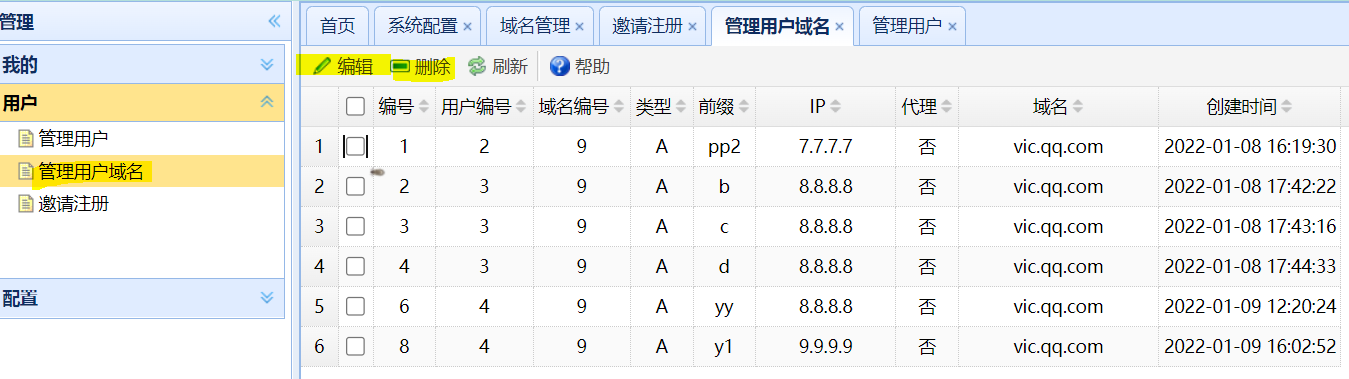 管理
我的
用户
管理用户
管理用户域名
邀请注册
配置
首页 系统配置 × 域名管理 × 邀请注册 × 管理用户域名 × 管理用户 ×
编辑 删除 刷新 帮助
编号 用户编号 域名编号 类型 前缀 IP 代理 域名 创建时间
1 1 2 9 A pp2 7.7.7.7 否 vic.qq.com 2022-01-08 16:19:30
2 2 3 9 A b 8.8.8.8 否 vic.qq.com 2022-01-08 17:42:22
3 3 3 9 A c 8.8.8.8 否 vic.qq.com 2022-01-08 17:43:16
4 4 3 9 A d 8.8.8.8 否 vic.qq.com 2022-01-08 17:44:33
5 6 4 9 A yy 8.8.8.8 否 vic.qq.com 2022-01-09 12:20:24
6 8 4 9 A y1 9.9.9.9 否 vic.qq.com 2022-01-09 16:02:52